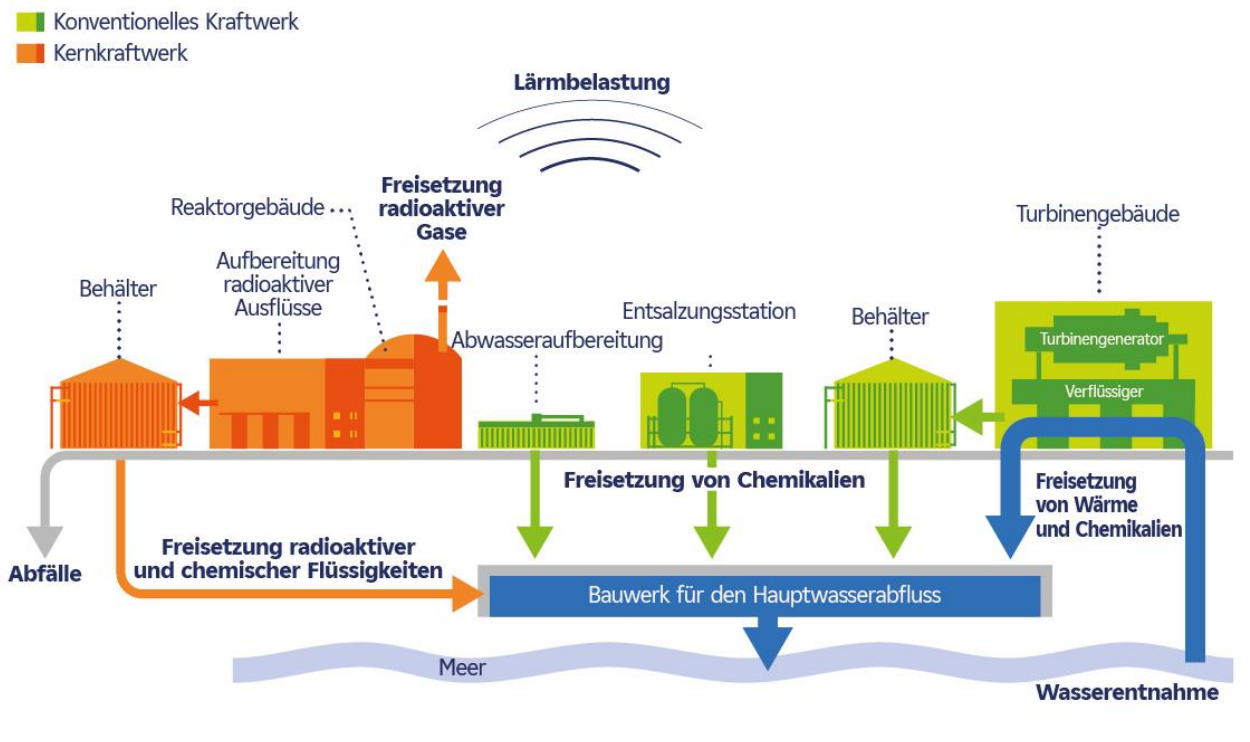 Konventionelles Kraftwerk
Kernkraftwerk
Lärmbelastung
Freisetzung
radioaktiver
Gase
Reaktorgebäude
Turbinengebäude
Aufbereitung
radioaktiver
Ausflüsse
Behälter
Abwasseraufbereitung
Entsalzungsstation
Behälter
Turbinengenerator
Verflüssiger
Freisetzung von Chemikalien
Freisetzung
von Wärme
und Chemikalien
Freisetzung radioaktiver
und chemischer Flüssigkeiten
Abfälle
Bauwerk für den Hauptwasserabfluss
Meer
Wasserentnahme